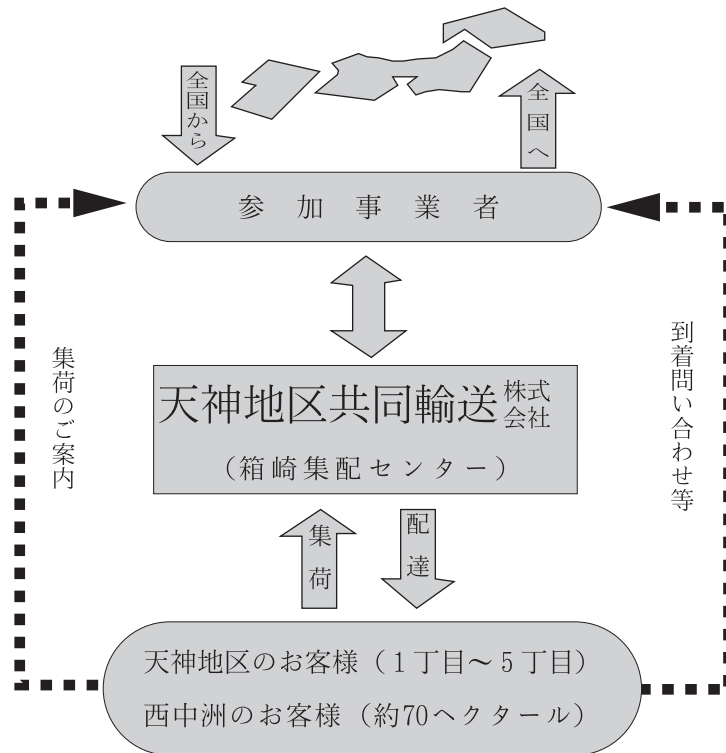 全国から
全国へ
参加事業者
集荷のご案内
到着問い合わせ等
天神地区共同輸送株式会社
（箱崎集配センター）
集荷
配達
天神地区のお客様（１丁目～５丁目）
西中洲のお客様（約70ヘクタール）